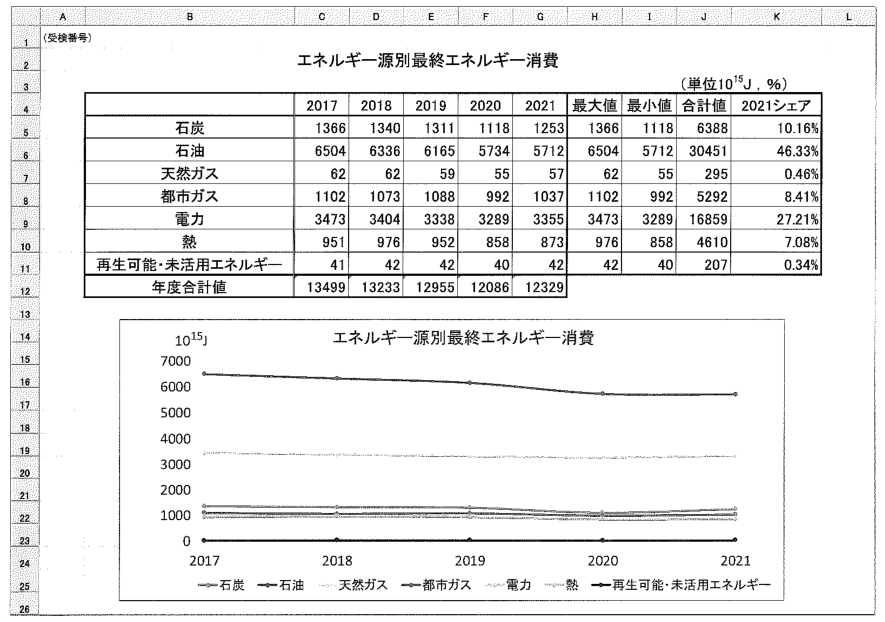 A B C D E F G H I J K L
1 (受検番号)
2 エネルギー源別最終エネルギー消費
3 (単位10¹⁵J,%)
4 2017 2018 2019 2020 2021 最大値 最小値 合計値 2021シェア
5 石炭 1366 1340 1311 1118 1253 1366 1118 6388 10.16%
6 石油 6504 6336 6165 5734 5712 6504 5712 30451 46.33%
7 天然ガス 62 62 59 55 57 62 55 295 0.46%
8 都市ガス 1102 1073 1088 992 1037 1102 992 5292 8.41%
9 電力 3473 3404 3338 3289 3355 3473 3289 16859 27.21%
10 熱 951 976 952 858 873 976 858 4610 7.08%
11 再生可能・未活用エネルギー 41 42 42 40 42 42 40 207 0.34%
12 年度合計値 13499 13233 12955 12086 12329
13
14 10¹⁵J エネルギー源別最終エネルギー消費
15 7000
16 6000
17 5000
18 4000
19 3000
20
21 2000
22 1000
23 0
24 2017 2018 2019 2020 2021
25 石炭 石油 天然ガス 都市ガス 電力 熱 再生可能・未活用エネルギー
26